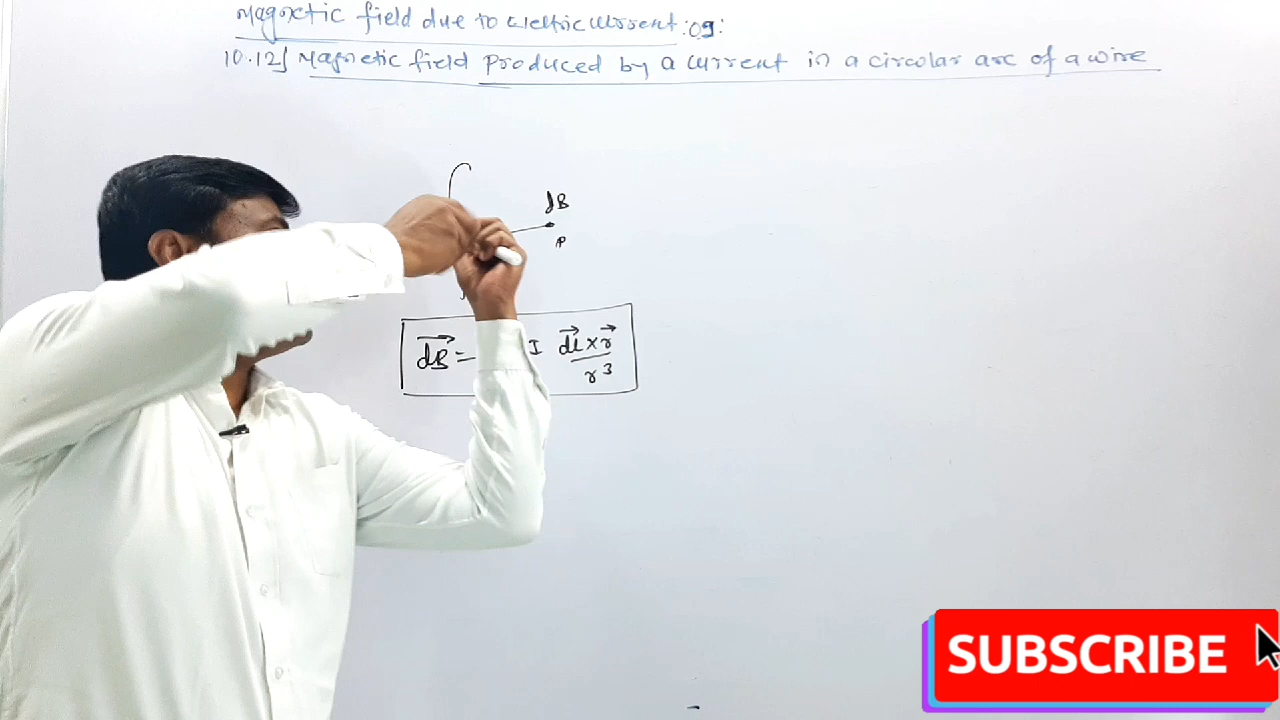 Magnetic field due to Electric current: 09:
10.12] Magnetic field produced by a current in a circular arc of a wire
dB
P
dB = I dl x r
r3
SUBSCRIBE